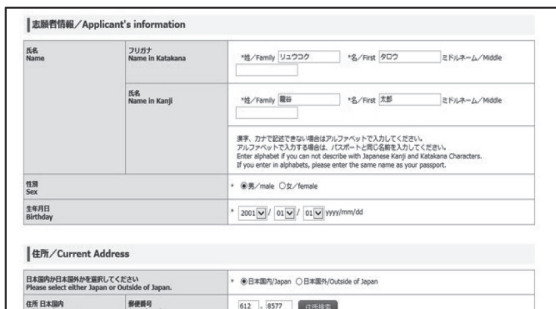 志願者情報/Applicant's information
氏名 フリガナ *姓/Family リュウコク *名/First タロウ ミドルネーム/Middle
Name Name in Katakana
氏名 *姓/Family 龍谷 *名/First 太郎 ミドルネーム/Middle
Name in Kanji
漢字、カナで記述できない場合はアルファベットで入力してください。
アルファベットで入力する場合は、パスポートと同じ名前を入力してください。
Enter alphabet if you can not describe with Japanese Kanji and Katakana Characters.
If you enter in alphabets, please enter the same name as your passport.
性別 * 男/male 女/female
Sex
生年月日 * 2001 / 01 / 01 yyyy/mm/dd
Birthday
住所/Current Address
日本国内か日本国外かを選択してください * 日本国内/Japan 日本国外/Outside of Japan
Please select either Japan or Outside of Japan.
住所 日本国内 郵便番号 612 - 8577 住所検索